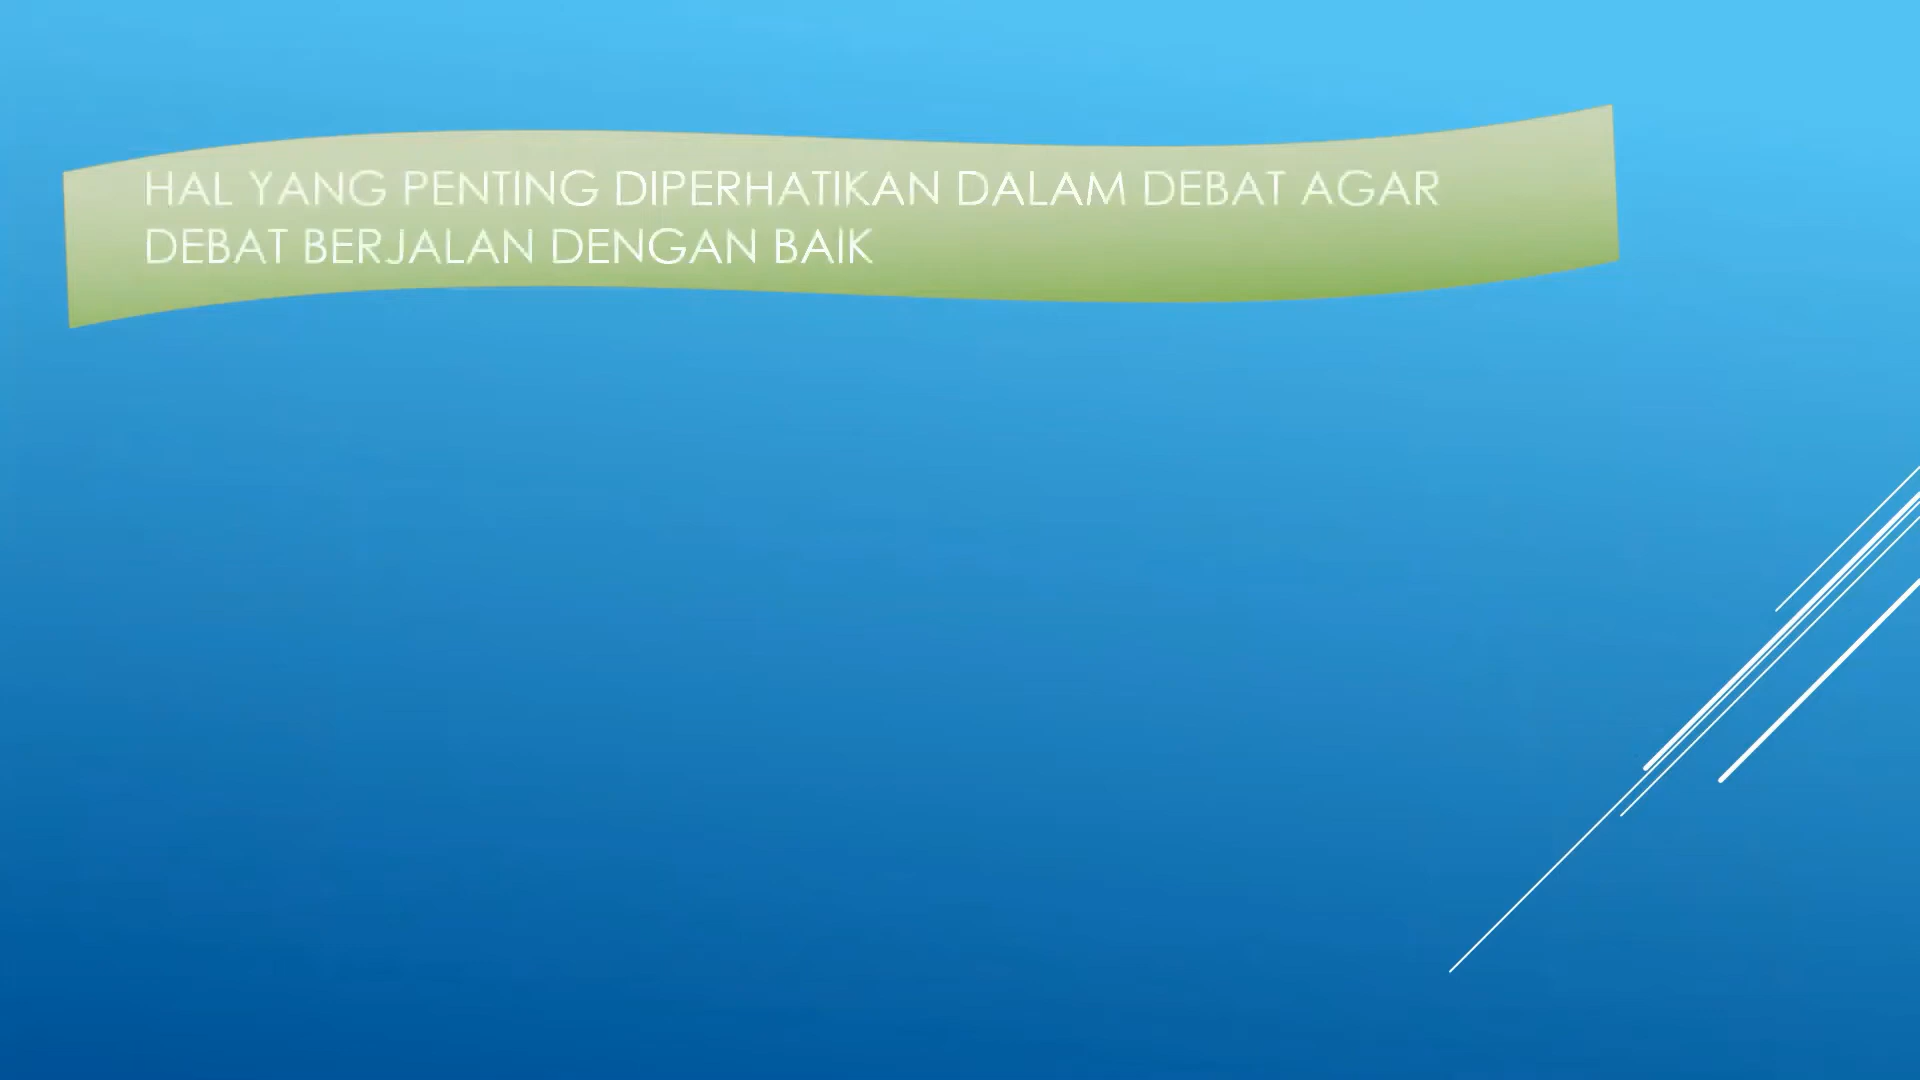 HAL YANG PENTING DIPERHATIKAN DALAM DEBAT AGAR
DEBAT BERJALAN DENGAN BAIK